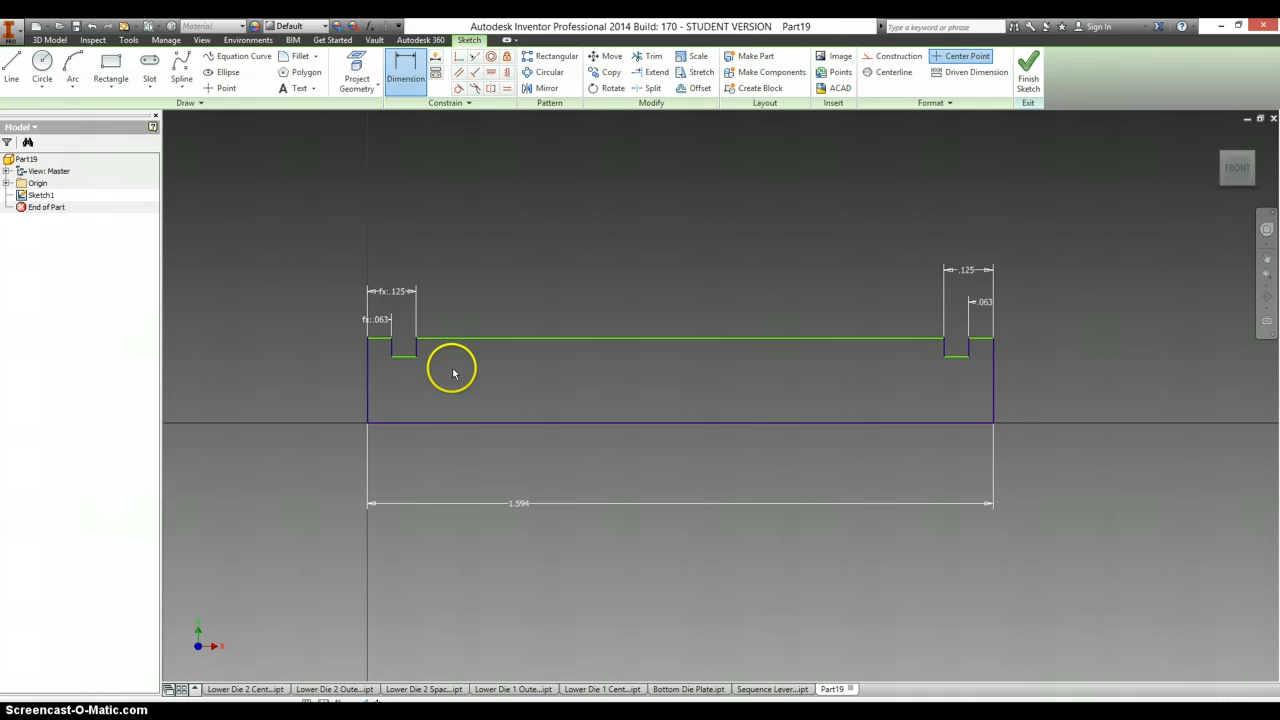 Material Default Autodesk Inventor Professional 2014 Build: 170 - STUDENT VERSION Part19 Type a keyword or phrase Sign In
PRO 3D Model Inspect Tools Manage View Environments BIM Get Started Vault Autodesk 360 Sketch
Equation Curve Fillet Rectangular Move Trim Scale Make Part Image Construction Center Point
Line Circle Arc Rectangle Slot Spline Ellipse Polygon Project Geometry Dimension Circular Copy Extend Stretch Make Components Points Centerline Driven Dimension Finish Sketch
Point Text Mirror Rotate Split Offset Create Block ACAD
Draw Constrain Pattern Modify Layout Insert Format Exit
Model
Part19
View: Master
Origin
Sketch1
End of Part
FRONT
.125
fx:.125
.063
fx:.063
1.594
X
Lower Die 2 Cent...ipt Lower Die 2 Oute...ipt Lower Die 2 Spac...ipt Lower Die 1 Oute...ipt Lower Die 1 Cent...ipt Bottom Die Plate.ipt Sequence Lever...ipt Part19
Screencast-O-Matic.com